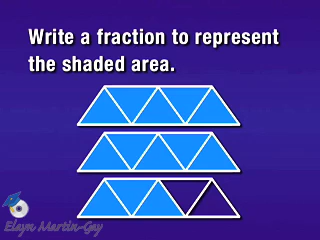 Write a fraction to represent
the shaded area.
Elayn Martin-Gay